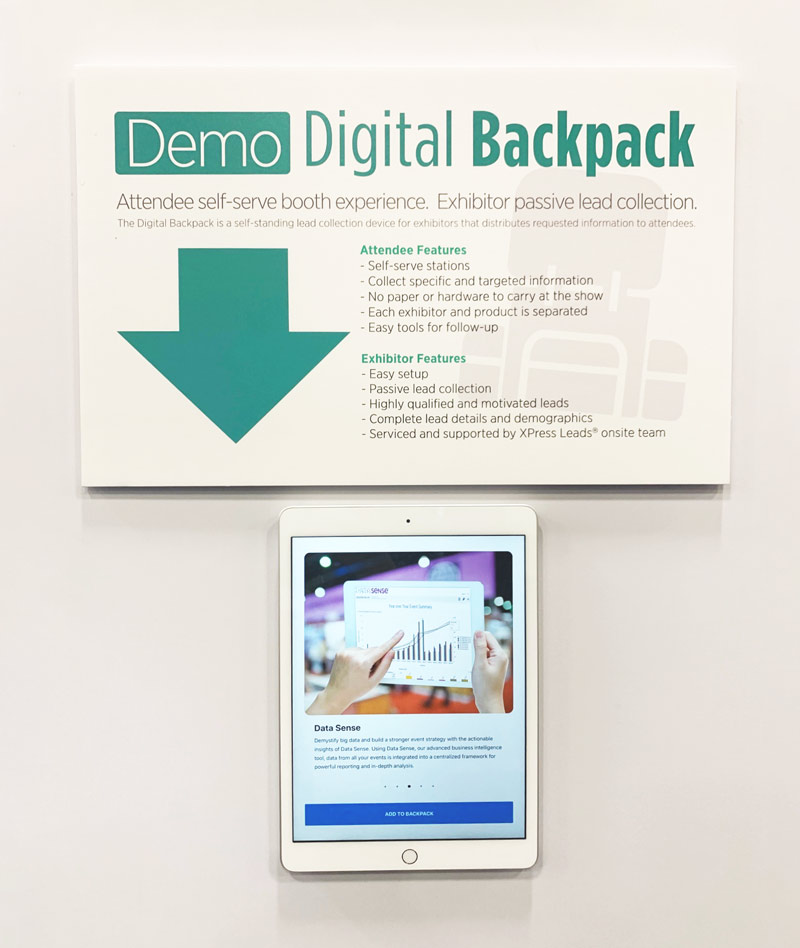 Demo Digital Backpack
Attendee self-serve booth experience. Exhibitor passive lead collection.
The Digital Backpack is a self-standing lead collection device for exhibitors that distributes requested information to attendees.
Attendee Features
- Self-serve stations
- Collect specific and targeted information
- No paper or hardware to carry at the show
- Each exhibitor and product is separated
- Easy tools for follow-up
Exhibitor Features
- Easy setup
- Passive lead collection
- Highly qualified and motivated leads
- Complete lead details and demographics
- Serviced and supported by XPress Leads® onsite team
DATA SENSE
Data Sense
Demystify big data and build a stronger event strategy with the actionable
insights of Data Sense. Using Data Sense, our advanced business intelligence
tool, data from all your events is integrated into a centralized framework for
powerful reporting and in-depth analysis.
ADD TO BACKPACK